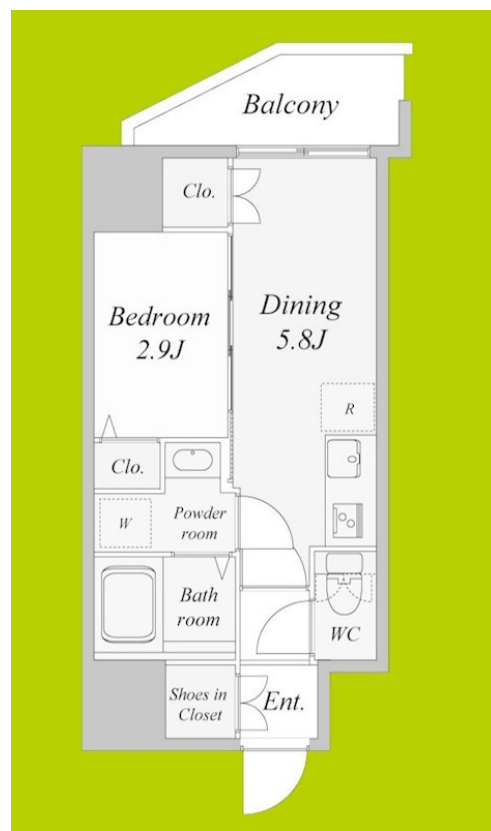 Balcony
Clo.
Bedroom
2.9J
Dining
5.8J
R
Clo.
W
Powder
room
Bath
room
WC
Shoes in
Closet
Ent.